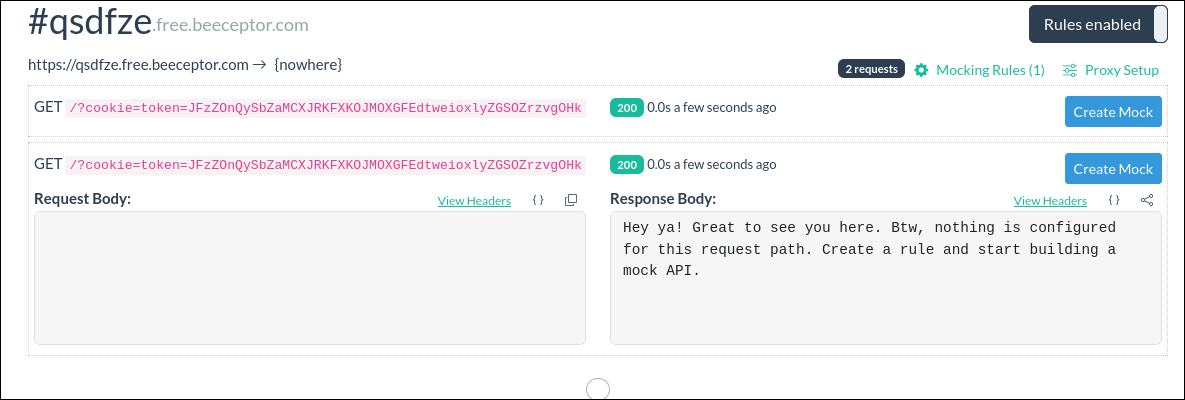 #qsdfze.free.beeceptor.com
Rules enabled
https://qsdfze.free.beeceptor.com → {nowhere}
2 requests
Mocking Rules (1)
Proxy Setup
GET /?cookie=token=JFzZOnQySbZaMCXJRKFXKOJMOXGFEdtweioxlyZGSOZrzvgOHk
200 0.0s a few seconds ago
Create Mock
GET /?cookie=token=JFzZOnQySbZaMCXJRKFXKOJMOXGFEdtweioxlyZGSOZrzvgOHk
200 0.0s a few seconds ago
Create Mock
Request Body:
View Headers
{ }
Response Body:
View Headers
{ }
Hey ya! Great to see you here. Btw, nothing is configured
for this request path. Create a rule and start building a
mock API.